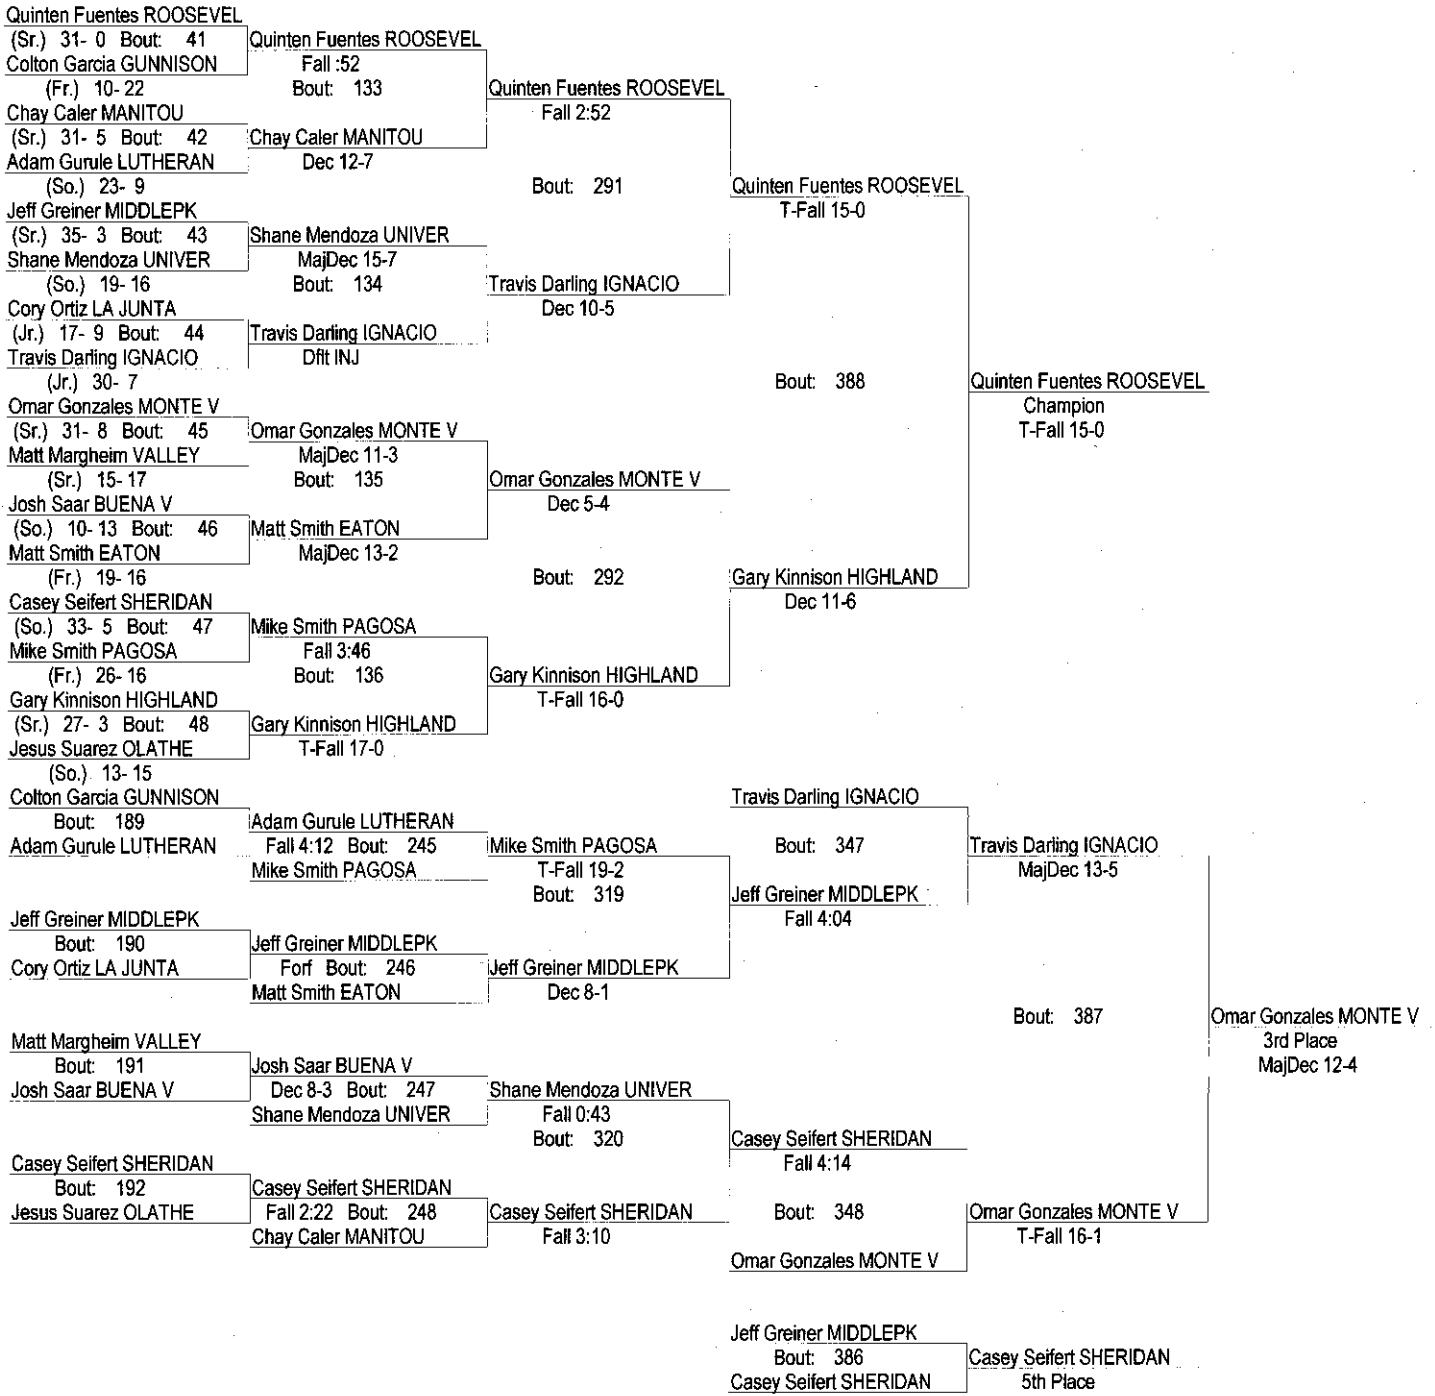 Quinten Fuentes ROOSEVEL
(Sr.) 31- 0 Bout: 41
Colton Garcia GUNNISON
(Fr.) 10- 22
Chay Caler MANITOU
(Sr.) 31- 5 Bout: 42
Adam Gurule LUTHERAN
(So.) 23- 9
Jeff Greiner MIDDLEPK
(Sr.) 35- 3 Bout: 43
Shane Mendoza UNIVER
(So.) 19- 16
Cory Ortiz LA JUNTA
(Jr.) 17- 9 Bout: 44
Travis Darling IGNACIO
(Jr.) 30- 7
Omar Gonzales MONTE V
(Sr.) 31- 8 Bout: 45
Matt Margheim VALLEY
(Sr.) 15- 17
Josh Saar BUENA V
(So.) 10- 13 Bout: 46
Matt Smith EATON
(Fr.) 19- 16
Casey Seifert SHERIDAN
(So.) 33- 5 Bout: 47
Mike Smith PAGOSA
(Fr.) 26- 16
Gary Kinnison HIGHLAND
(Sr.) 27- 3 Bout: 48
Jesus Suarez OLATHE
(So.) 13- 15
Quinten Fuentes ROOSEVEL
Fall :52
Bout: 133
Chay Caler MANITOU
Dec 12-7
Shane Mendoza UNIVER
MajDec 15-7
Bout: 134
Travis Darling IGNACIO
Dflt INJ
Omar Gonzales MONTE V
MajDec 11-3
Bout: 135
Matt Smith EATON
MajDec 13-2
Mike Smith PAGOSA
Fall 3:46
Bout: 136
Gary Kinnison HIGHLAND
T-Fall 17-0
Quinten Fuentes ROOSEVEL
Fall 2:52
Bout: 291
Travis Darling IGNACIO
Dec 10-5
Omar Gonzales MONTE V
Dec 5-4
Bout: 292
Gary Kinnison HIGHLAND
T-Fall 16-0
Quinten Fuentes ROOSEVEL
T-Fall 15-0
Bout: 388
Gary Kinnison HIGHLAND
Dec 11-6
Quinten Fuentes ROOSEVEL
Champion
T-Fall 15-0
Colton Garcia GUNNISON
Bout: 189
Adam Gurule LUTHERAN
Jeff Greiner MIDDLEPK
Bout: 190
Cory Ortiz LA JUNTA
Matt Margheim VALLEY
Bout: 191
Josh Saar BUENA V
Casey Seifert SHERIDAN
Bout: 192
Jesus Suarez OLATHE
Adam Gurule LUTHERAN
Fall 4:12 Bout: 245
Mike Smith PAGOSA
Jeff Greiner MIDDLEPK
Forf Bout: 246
Matt Smith EATON
Josh Saar BUENA V
Dec 8-3 Bout: 247
Shane Mendoza UNIVER
Casey Seifert SHERIDAN
Fall 2:22 Bout: 248
Chay Caler MANITOU
Mike Smith PAGOSA
T-Fall 19-2
Bout: 319
Jeff Greiner MIDDLEPK
Dec 8-1
Shane Mendoza UNIVER
Fall 0:43
Bout: 320
Casey Seifert SHERIDAN
Fall 3:10
Travis Darling IGNACIO
Bout: 347
Jeff Greiner MIDDLEPK
Fall 4:04
Casey Seifert SHERIDAN
Fall 4:14
Bout: 348
Omar Gonzales MONTE V
Travis Darling IGNACIO
MajDec 13-5
Bout: 387
Omar Gonzales MONTE V
T-Fall 16-1
Omar Gonzales MONTE V
3rd Place
MajDec 12-4
Jeff Greiner MIDDLEPK
Bout: 386
Casey Seifert SHERIDAN
Casey Seifert SHERIDAN
5th Place